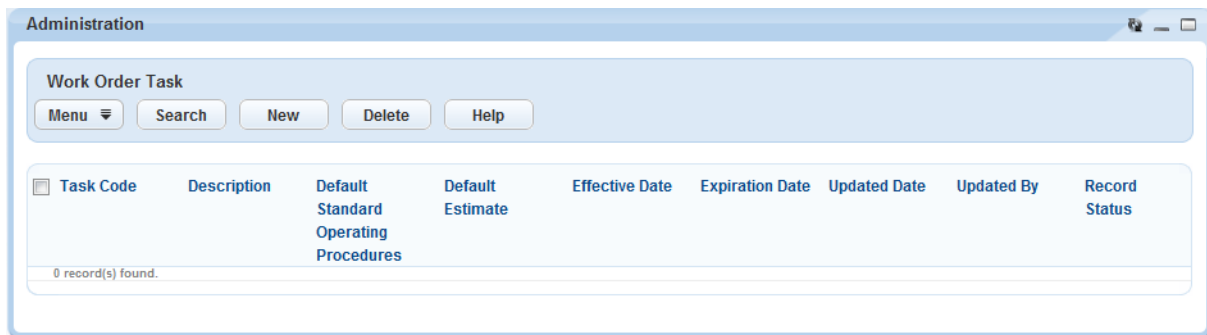 Administration
Work Order Task
Menu Search New Delete Help
Task Code Description Default Default Effective Date Expiration Date Updated Date Updated By Record
Standard Estimate Status
Operating
Procedures
0 record(s) found.